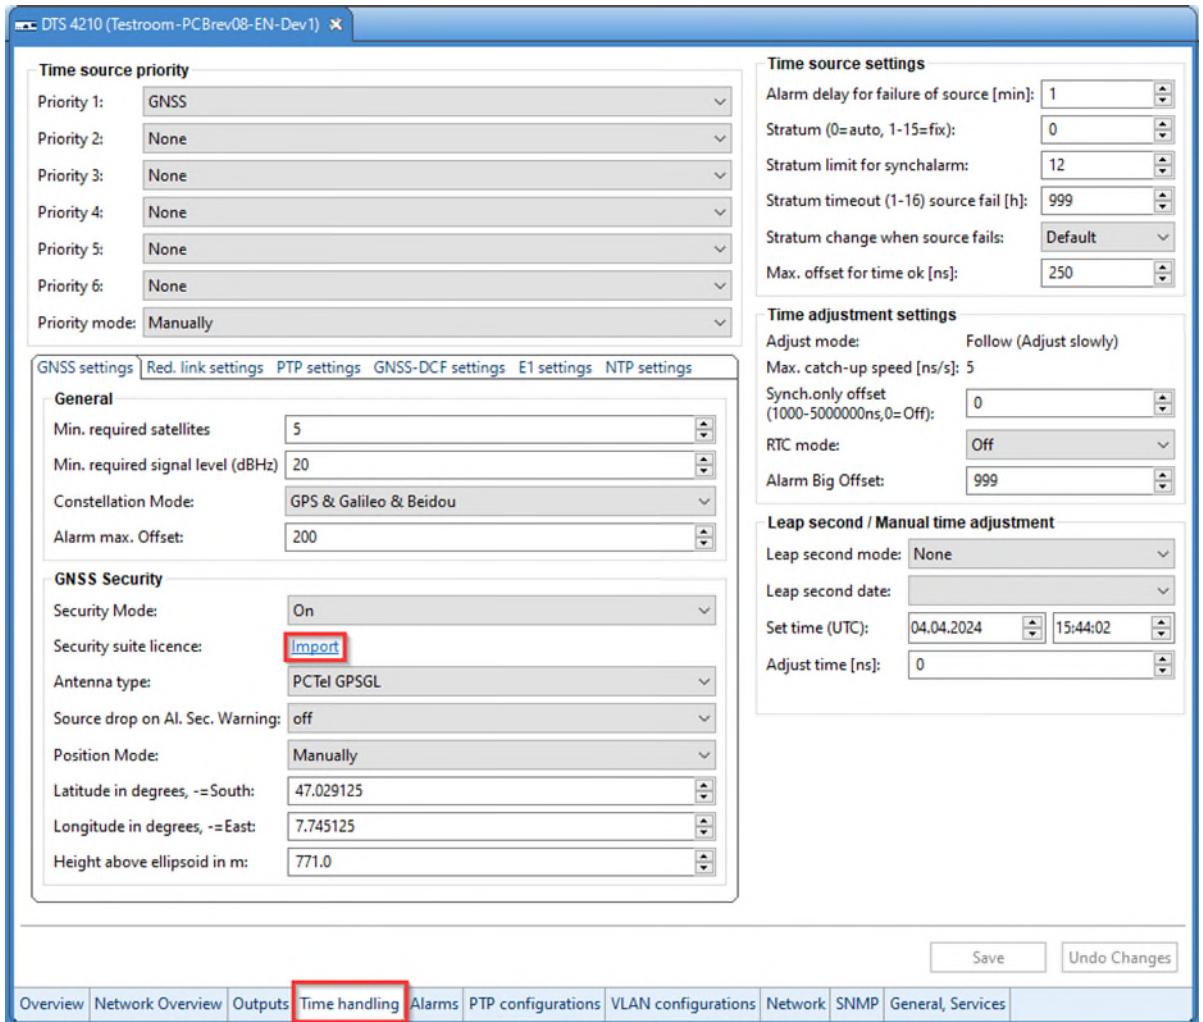 DTS 4210 (Testroom-PCBrev08-EN-Dev1)
Time source priority
Priority 1: GNSS
Priority 2: None
Priority 3: None
Priority 4: None
Priority 5: None
Priority 6: None
Priority mode: Manually
GNSS settings Red. link settings PTP settings GNSS-DCF settings E1 settings NTP settings
General
Min. required satellites 5
Min. required signal level (dBHz) 20
Constellation Mode: GPS & Galileo & Beidou
Alarm max. Offset: 200
GNSS Security
Security Mode: On
Security suite licence: Import
Antenna type: PCTel GPSGL
Source drop on Al. Sec. Warning: off
Position Mode: Manually
Latitude in degrees, -=South: 47.029125
Longitude in degrees, -=East: 7.745125
Height above ellipsoid in m: 771.0
Time source settings
Alarm delay for failure of source [min]: 1
Stratum (0=auto, 1-15=fix): 0
Stratum limit for synchalarm: 12
Stratum timeout (1-16) source fail [h]: 999
Stratum change when source fails: Default
Max. offset for time ok [ns]: 250
Time adjustment settings
Adjust mode: Follow (Adjust slowly)
Max. catch-up speed [ns/s]: 5
Synch.only offset
(1000-5000000ns,0=Off): 0
RTC mode: Off
Alarm Big Offset: 999
Leap second / Manual time adjustment
Leap second mode: None
Leap second date:
Set time (UTC): 04.04.2024 15:44:02
Adjust time [ns]: 0
Save Undo Changes
Overview Network Overview Outputs Time handling Alarms PTP configurations VLAN configurations Network SNMP General, Services